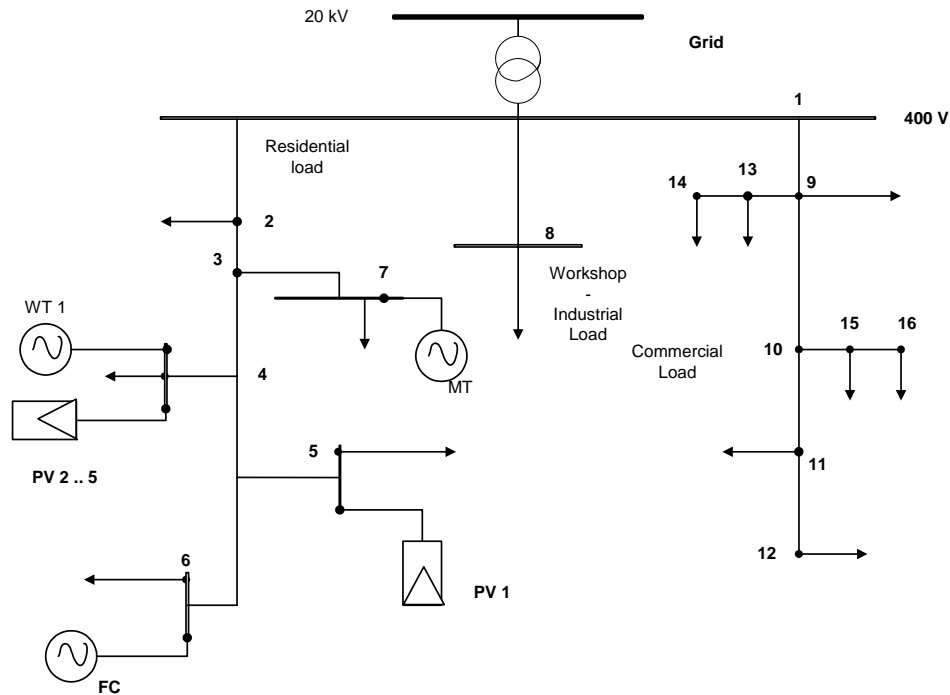 20 kV
Grid
1
400 V
Residential
load
14
13
9
2
8
3
7
Workshop
-
Industrial
Load
WT 1
15
16
Commercial
Load
10
4
MT
5
11
PV 2 .. 5
12
6
PV 1
FC